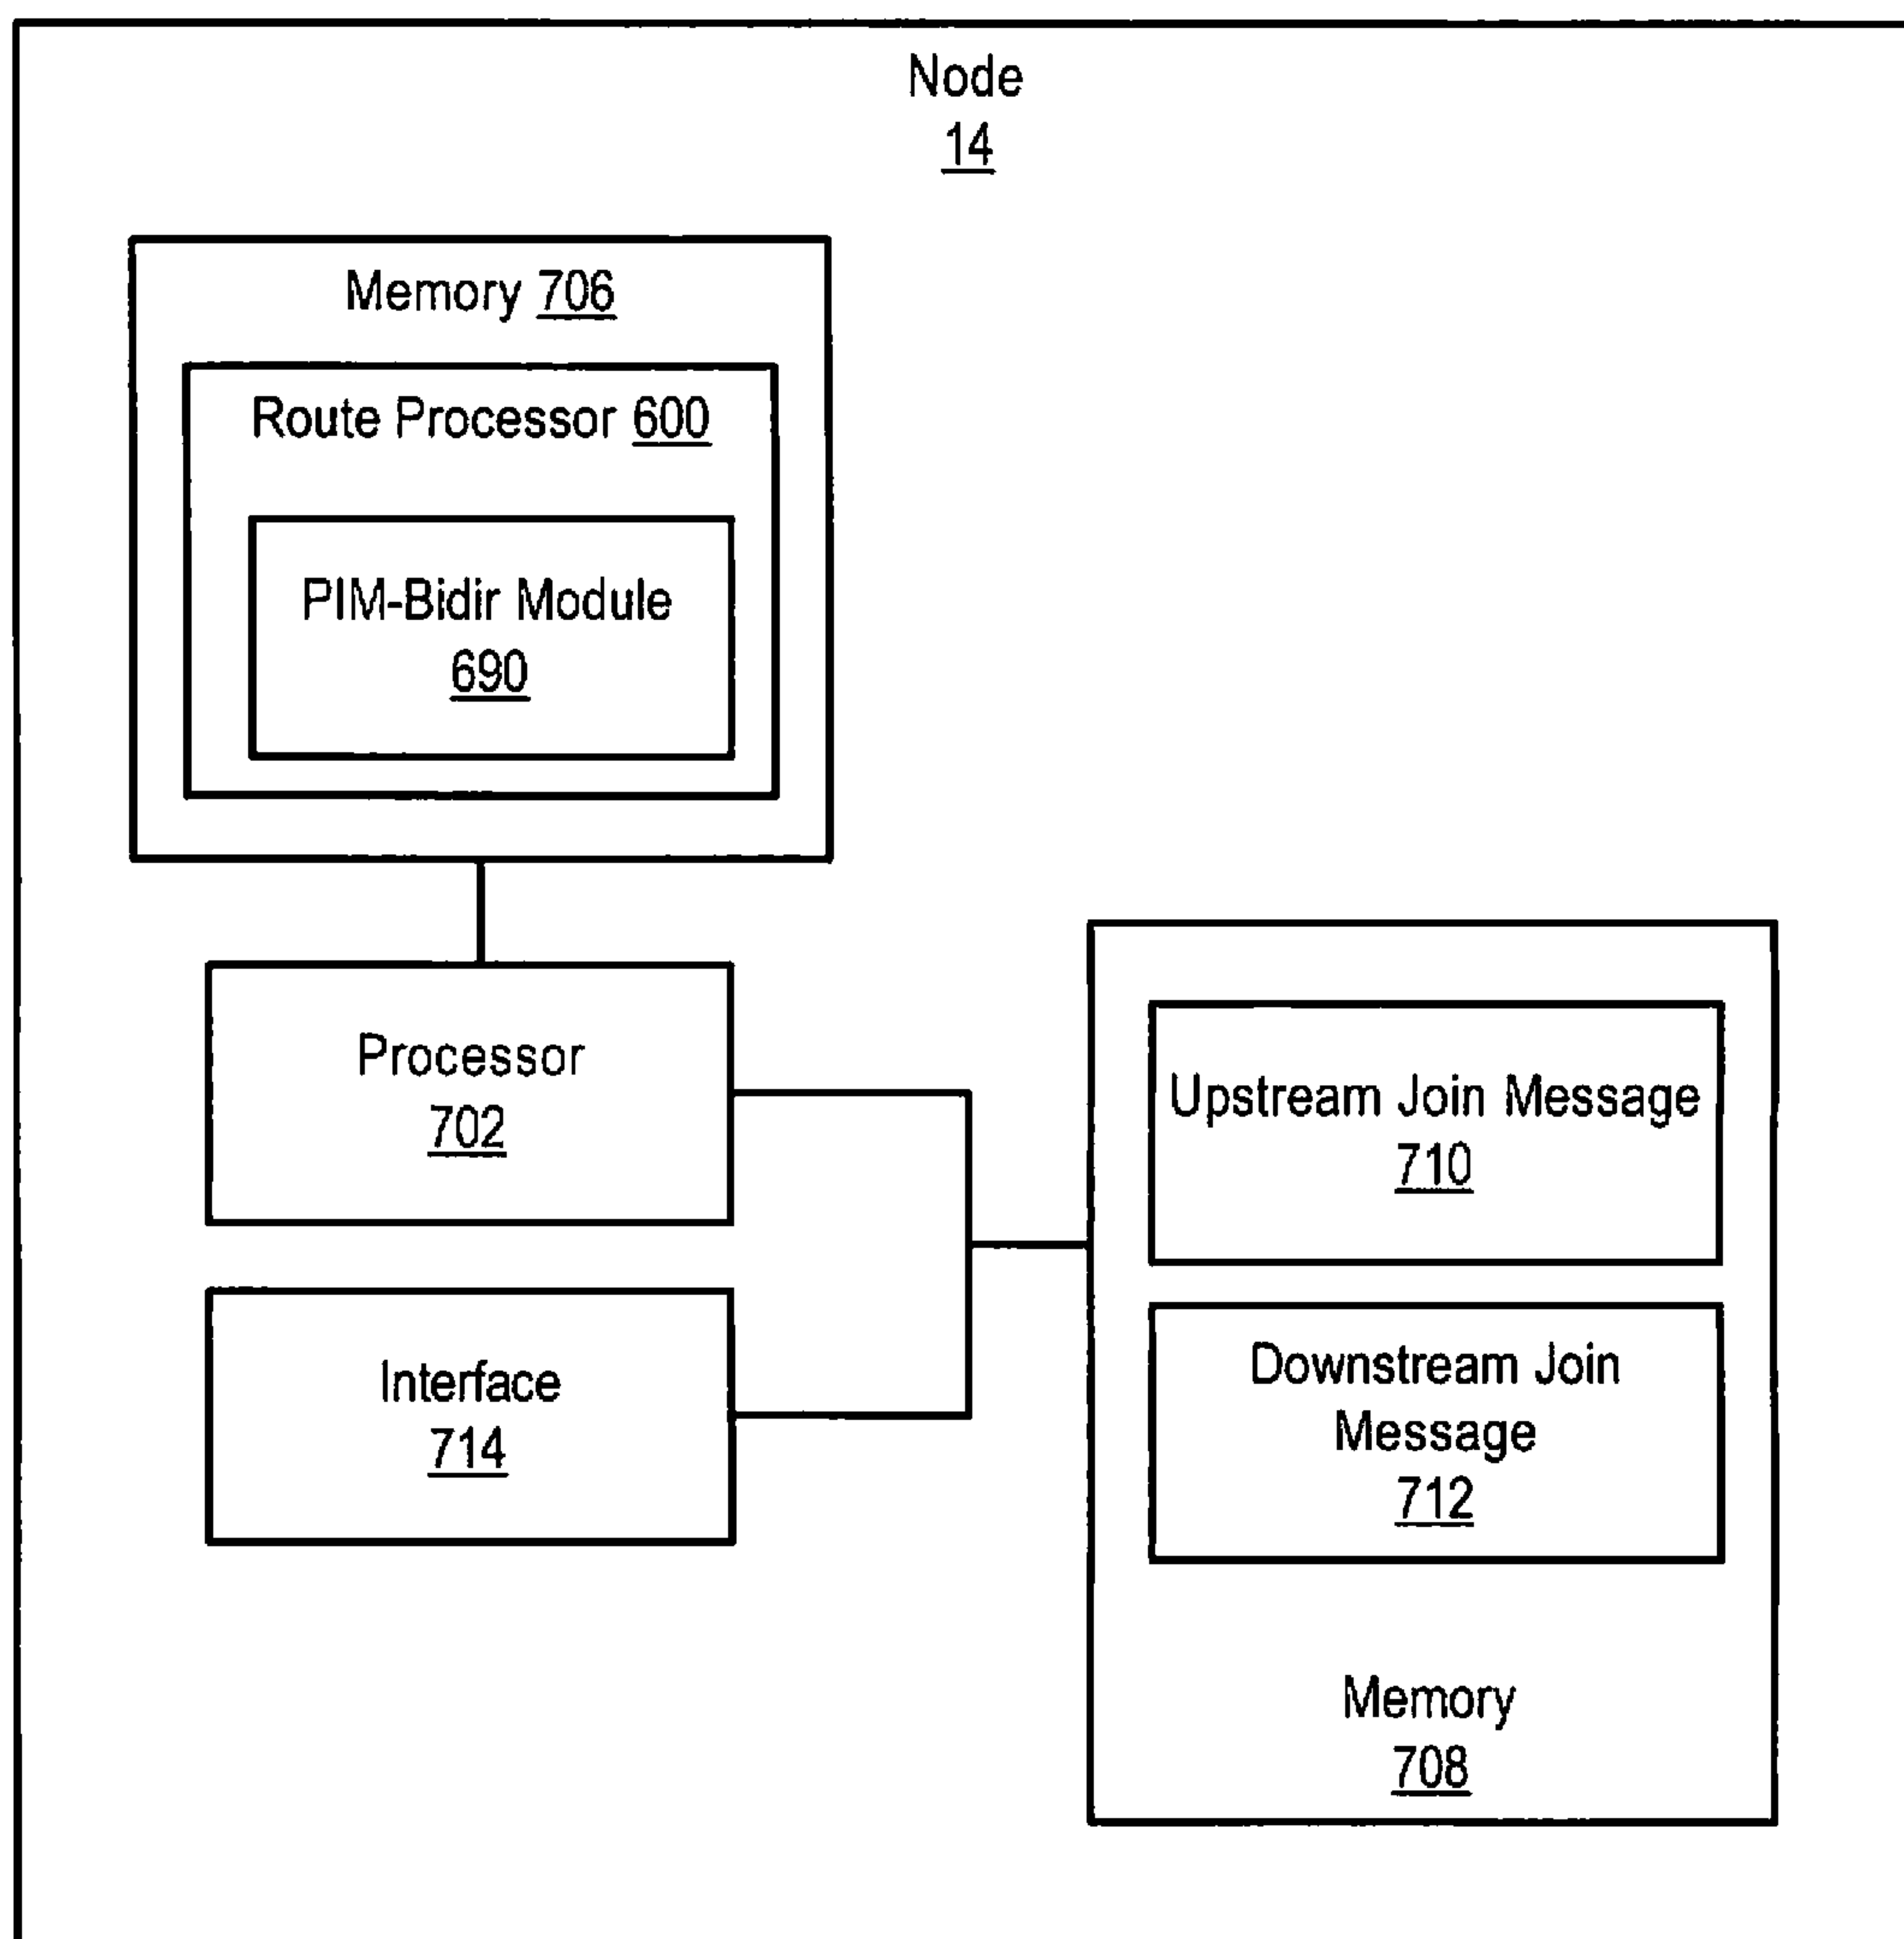 Node
14
Memory 706
Route Processor 600
PIM-Bidir Module
690
Processor
702
Upstream Join Message
710
Interface
714
Downstream Join
Message
712
Memory
708